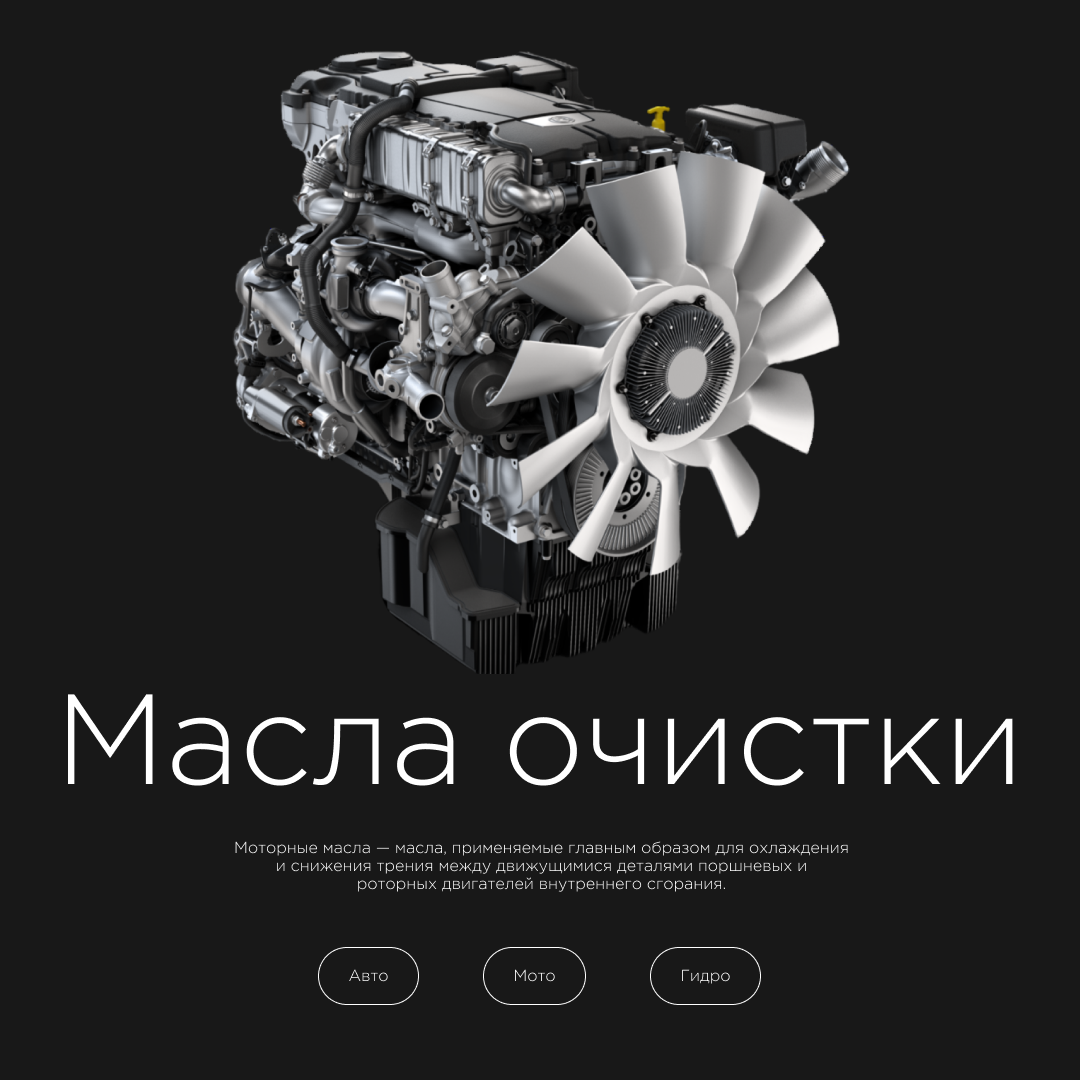 Масла очистки
Моторные масла — масла, применяемые главным образом для охлаждения
и снижения трения между движущимися деталями поршневых и
роторных двигателей внутреннего сгорания.
Авто
Мото
Гидро